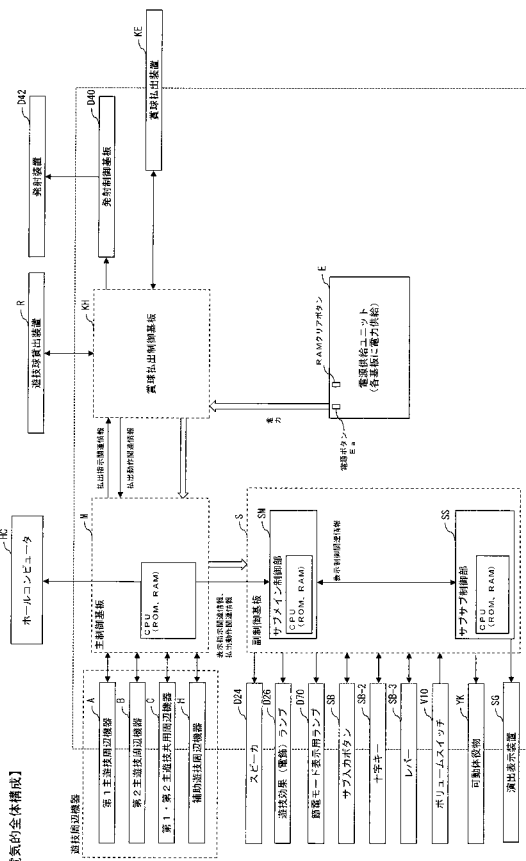 電気的全体構成】
HC
ホールコンピュータ
遊技球貸出装置
R
発射装置
D42
発射制御基板
D40
賞球払出装置
KE
賞球払出制御基板
KH
払出指示関連情報
払出動作関連情報
電力
電源供給ユニット
(各基板に電力供給)
E
RAMクリアボタン
電源ボタン
Ea
主制御基板
M
CPU
(ROM、RAM)
表示指示関連情報、
払出動作関連情報
遊技周辺機器
第1主遊技周辺機器
A
第2主遊技周辺機器
B
第1・第2主遊技共用周辺機器
C
補助遊技周辺機器
H
副制御基板
S
サブメイン制御部
SM
CPU
(ROM、RAM)
表示制御関連情報
サブサブ制御部
SS
CPU
(ROM、RAM)
スピーカ
D24
遊技効果(電飾)ランプ
D26
節電モード表示用ランプ
D70
サブ入力ボタン
SB
十字キー
SB-2
レバー
SB-3
ボリュームスイッチ
V10
可動体役物
YK
演出表示装置
SG